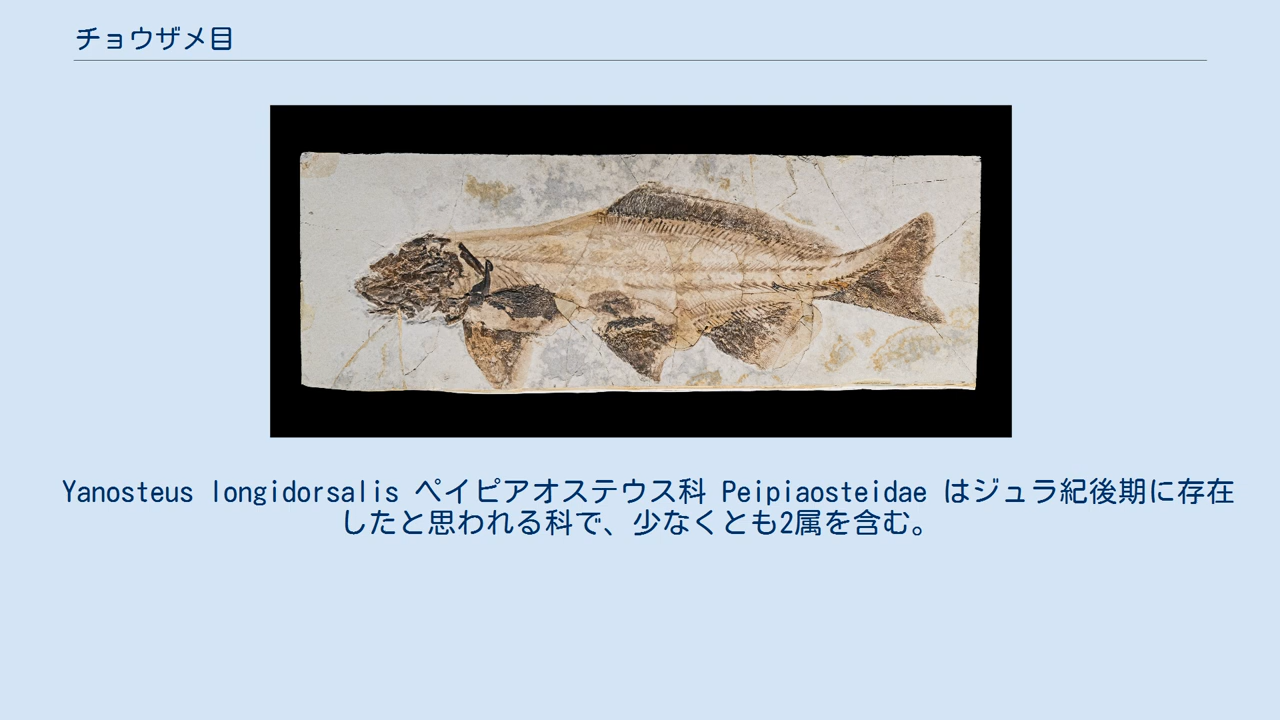 チョウザメ目
Yanosteus longidorsalis ペイピアオステウス科 Peipiaosteidae はジュラ紀後期に存在
したと思われる科で、少なくとも2属を含む。